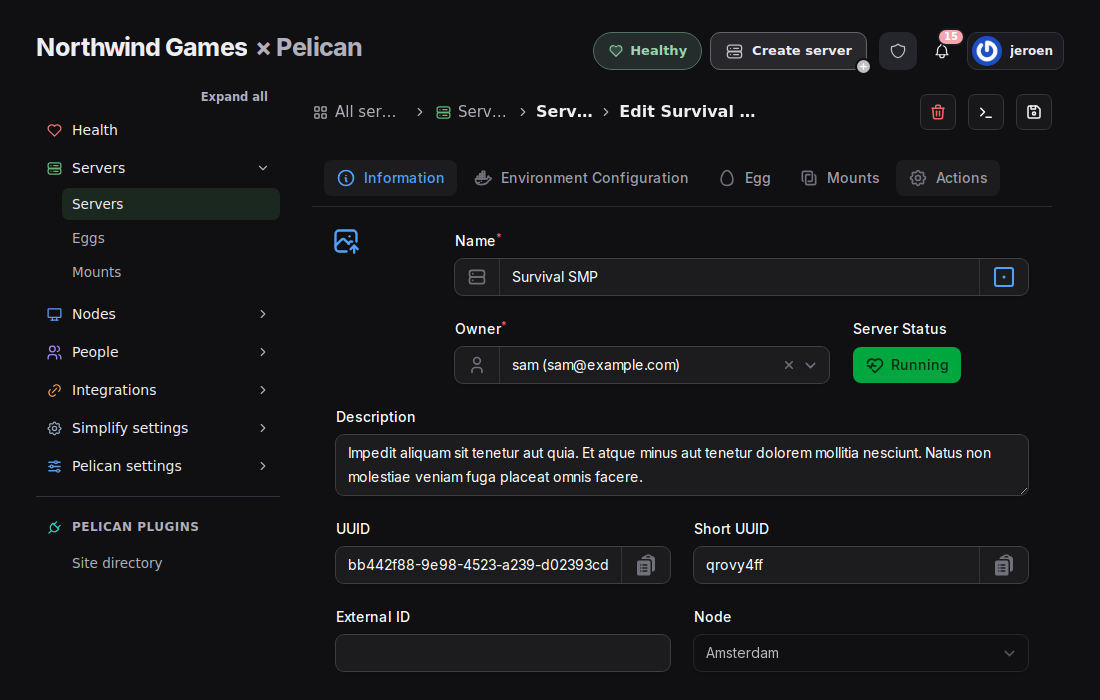 Northwind Games × Pelican
Healthy
Create server
15
jeroen
Expand all
Health
Servers
Servers
Eggs
Mounts
Nodes
People
Integrations
Simplify settings
Pelican settings
PELICAN PLUGINS
Site directory
All ser... > Serv... > Serv... > Edit Survival ...
Information
Environment Configuration
Egg
Mounts
Actions
Name*
Survival SMP
Owner*
Server Status
sam (sam@example.com)
Running
Description
Impedit aliquam sit tenetur aut quia. Et atque minus aut tenetur dolorem mollitia nesciunt. Natus non
molestiae veniam fuga placeat omnis facere.
UUID
Short UUID
bb442f88-9e98-4523-a239-d02393cd
qrovy4ff
External ID
Node
Amsterdam